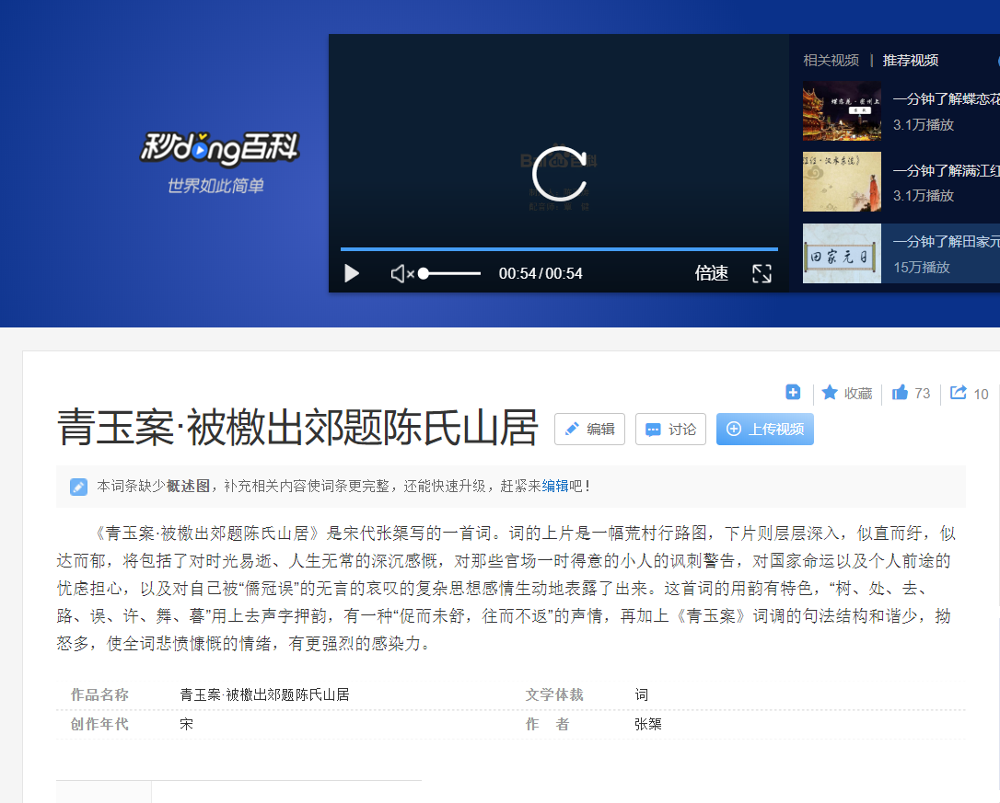 相关视频 | 推荐视频
一分钟了解蝶恋花
3.1万播放
一分钟了解满江红
3.1万播放
田家元日
一分钟了解田家元
15万播放
秒dong百科
世界如此简单
00:54/00:54
倍速
收藏
73
10
青玉案·被檄出郊题陈氏山居
编辑
讨论
上传视频
本词条缺少概述图，补充相关内容使词条更完整，还能快速升级，赶紧来编辑吧！
《青玉案·被檄出郊题陈氏山居》是宋代张榘写的一首词。词的上片是一幅荒村行路图，下片则层层深入，似直而纡，似
达而郁，将包括了对时光易逝、人生无常的深沉感慨，对那些官场一时得意的小人的讽刺警告，对国家命运以及个人前途的
忧虑担心，以及对自己被“儒冠误”的无言的哀叹的复杂思想感情生动地表露了出来。这首词的用韵有特色，“树、处、去、
路、误、许、舞、暮”用上去声字押韵，有一种“促而未舒，往而不返”的声情，再加上《青玉案》词调的句法结构和谐少，拗
怒多，使全词悲愤慷慨的情绪，有更强烈的感染力。
作品名称 青玉案·被檄出郊题陈氏山居 文学体裁 词
创作年代 宋 作 者 张榘